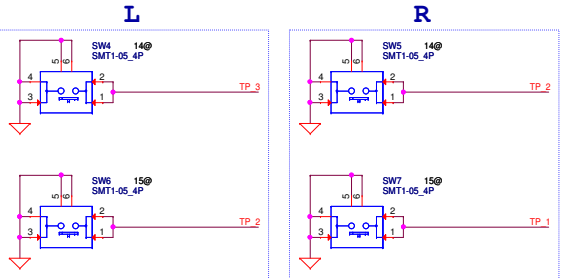 L R
SW4 14@
SMT1-05_4P
5 6
4 2
3 1
TP_3
SW5 14@
SMT1-05_4P
5 6
4 2
3 1
TP_2
SW6 15@
SMT1-05_4P
5 6
4 2
3 1
TP_2
SW7 15@
SMT1-05_4P
5 6
4 2
3 1
TP_1